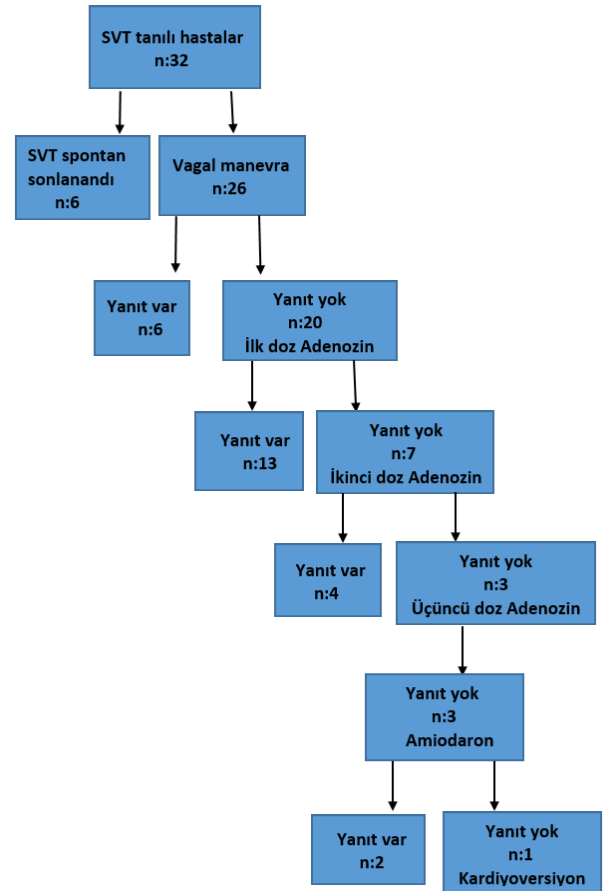 SVT tanılı hastalar
n:32
SVT spontan
sonlanandı
n:6
Vagal manevra
n:26
Yanıt var
n:6
Yanıt yok
n:20
İlk doz Adenozin
Yanıt var
n:13
Yanıt yok
n:7
İkinci doz Adenozin
Yanıt var
n:4
Yanıt yok
n:3
Üçüncü doz Adenozin
Yanıt yok
n:3
Amiodaron
Yanıt var
n:2
Yanıt yok
n:1
Kardiyoversiyon